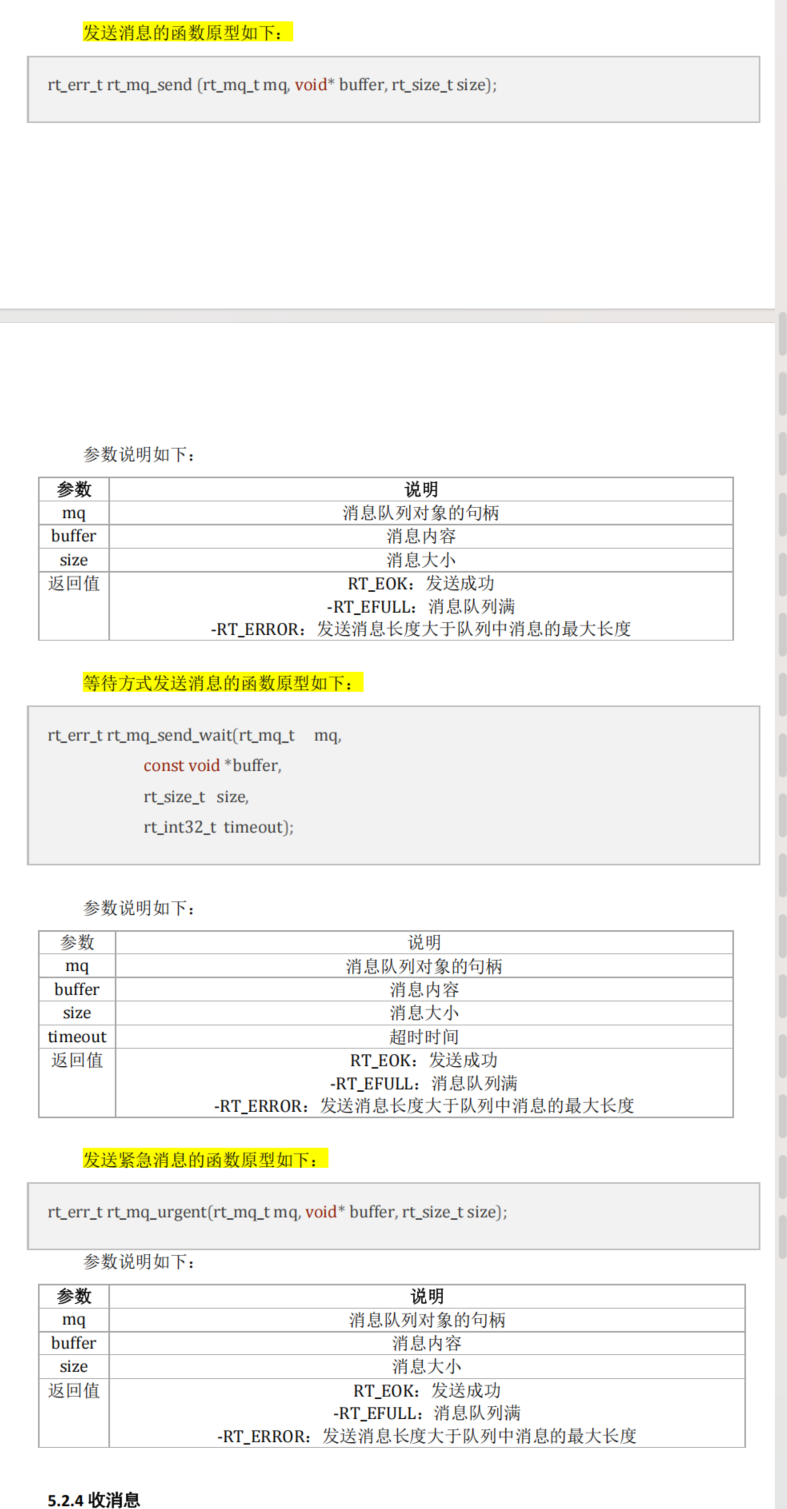 发送消息的函数原型如下：
rt_err_t rt_mq_send (rt_mq_t mq, void* buffer, rt_size_t size);
参数说明如下：
参数 说明
mq 消息队列对象的句柄
buffer 消息内容
size 消息大小
返回值 RT_EOK：发送成功
-RT_EFULL：消息队列满
-RT_ERROR：发送消息长度大于队列中消息的最大长度
等待方式发送消息的函数原型如下：
rt_err_t rt_mq_send_wait(rt_mq_t mq,
const void *buffer,
rt_size_t size,
rt_int32_t timeout);
参数说明如下：
参数 说明
mq 消息队列对象的句柄
buffer 消息内容
size 消息大小
timeout 超时时间
返回值 RT_EOK：发送成功
-RT_EFULL：消息队列满
-RT_ERROR：发送消息长度大于队列中消息的最大长度
发送紧急消息的函数原型如下：
rt_err_t rt_mq_urgent(rt_mq_t mq, void* buffer, rt_size_t size);
参数说明如下：
参数 说明
mq 消息队列对象的句柄
buffer 消息内容
size 消息大小
返回值 RT_EOK：发送成功
-RT_EFULL：消息队列满
-RT_ERROR：发送消息长度大于队列中消息的最大长度
5.2.4 收消息